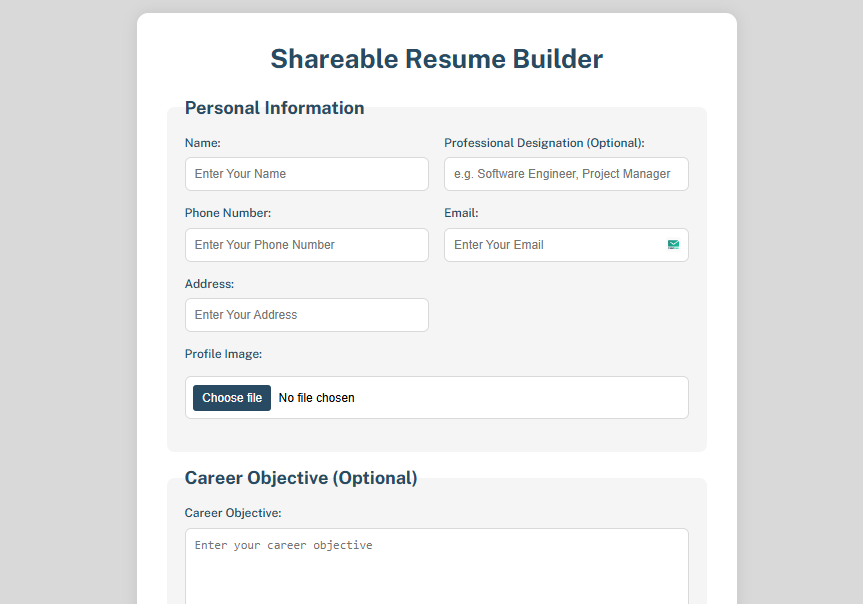 Shareable Resume Builder
Personal Information
Name:
Professional Designation (Optional):
Enter Your Name
e.g. Software Engineer, Project Manager
Phone Number:
Email:
Enter Your Phone Number
Enter Your Email
Address:
Enter Your Address
Profile Image:
Choose file No file chosen
Career Objective (Optional)
Career Objective:
Enter your career objective